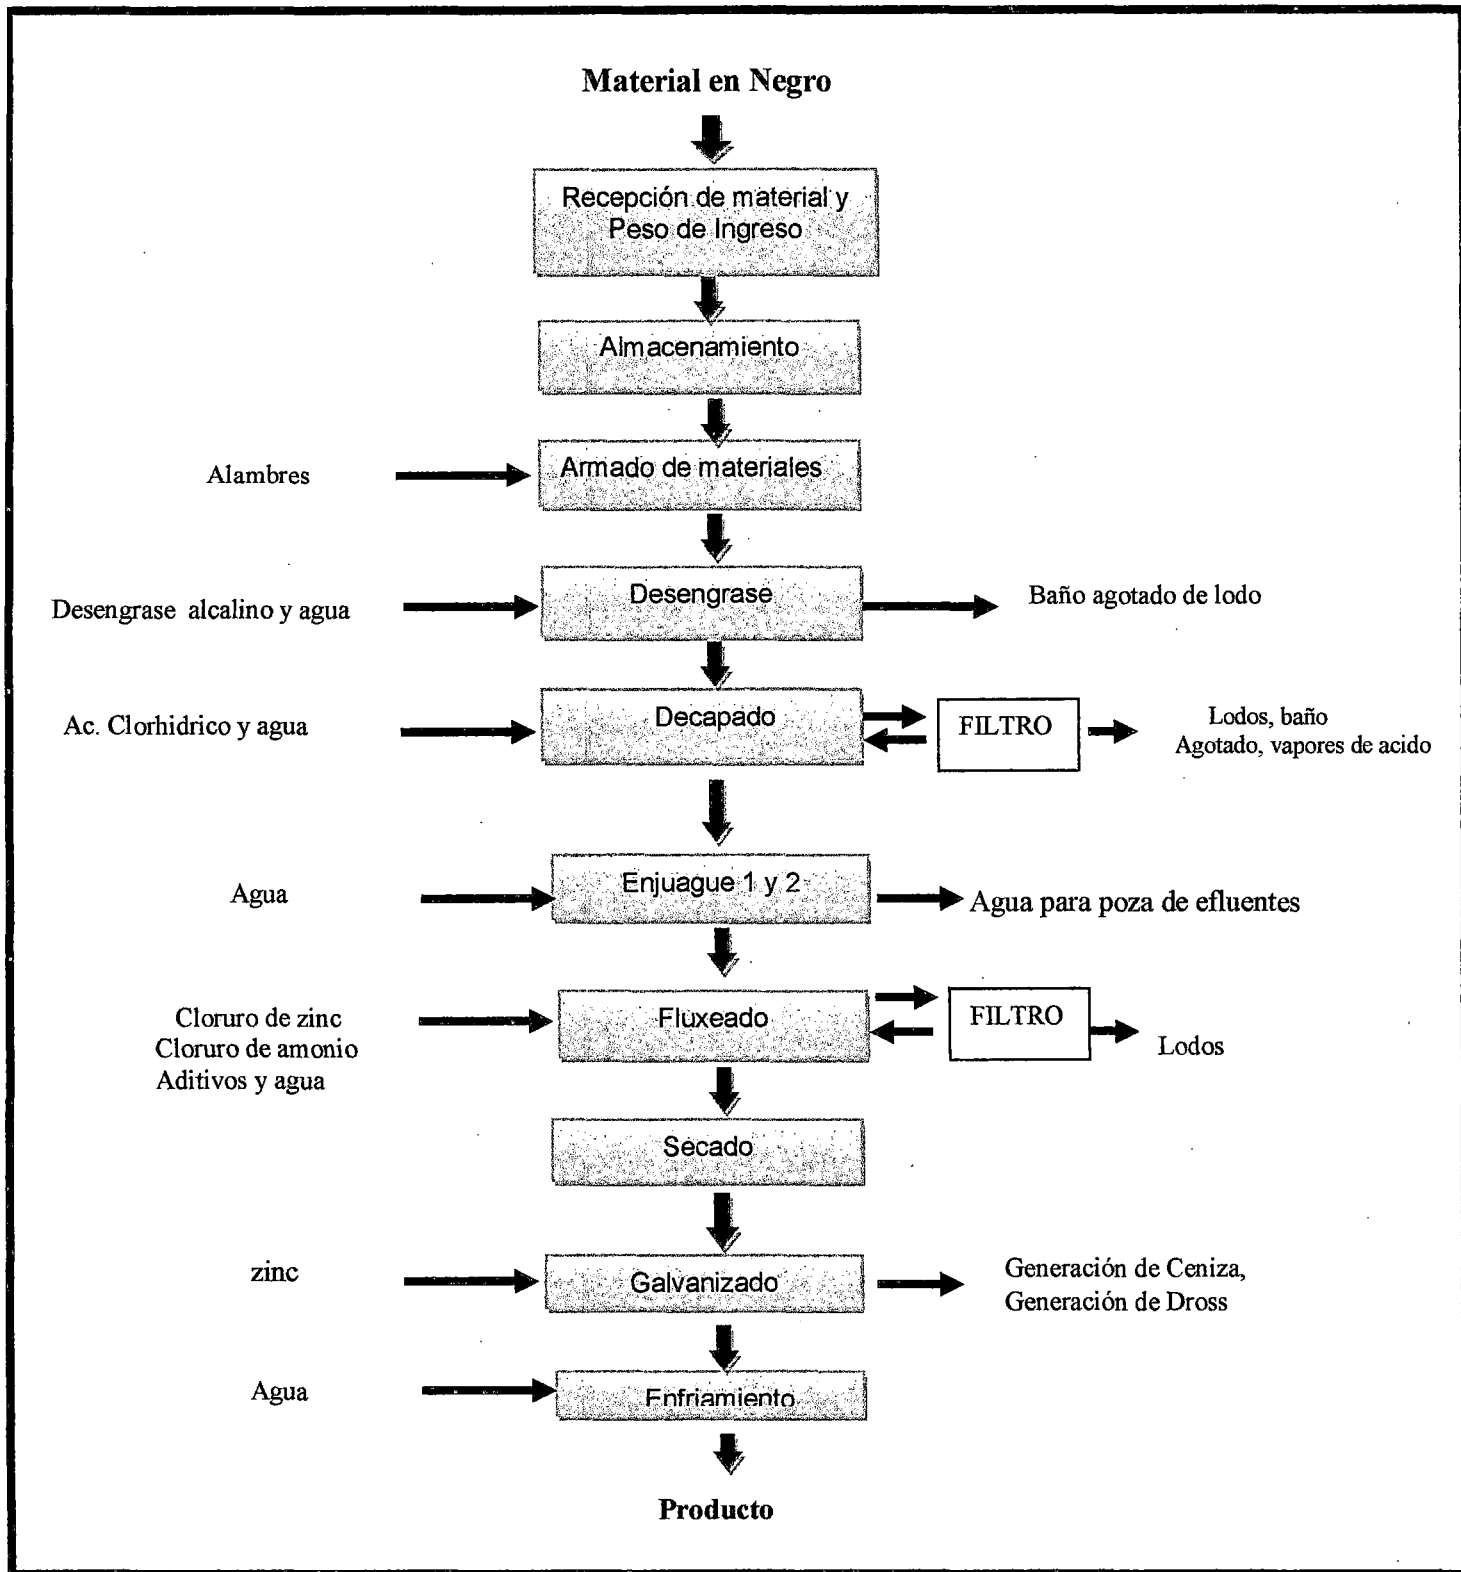 Material en Negro
Recepción de material y
Peso de Ingreso
Almacenamiento
Alambres
Armado de materiales
Desengrase alcalino y agua
Desengrase
Baño agotado de lodo
Ac. Clorhidrico y agua
Decapado
FILTRO
Lodos, baño
Agotado, vapores de acido
Agua
Enjuague 1 y 2
Agua para poza de efluentes
Cloruro de zinc
Cloruro de amonio
Aditivos y agua
Fluxeado
FILTRO
Lodos
Secado
zinc
Galvanizado
Generación de Ceniza,
Generación de Dross
Agua
Enfriamiento
Producto